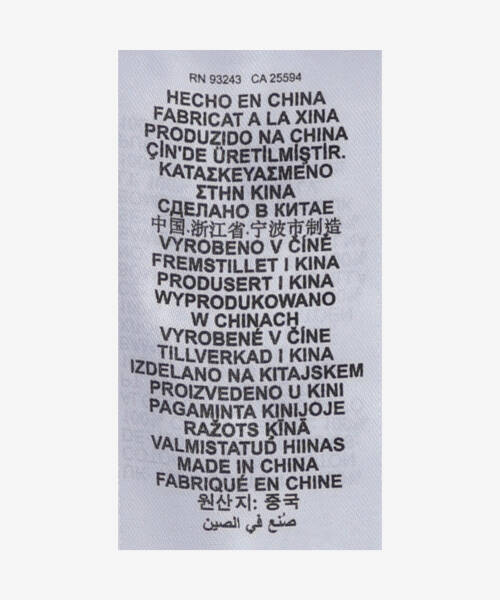 RN 93243 CA 25594
HECHO EN CHINA
FABRICAT A LA XINA
PRODUZIDO NA CHINA
ÇİN'DE ÜRETİLMİŞTİR.
ΚΑΤΑΣΚΕΥΑΣΜΕΝΟ
ΣΤΗΝ ΚΙΝΑ
СДЕЛАНО В КИТАЕ
中国.浙江省.宁波市制造
VYROBENO V ČÍNĚ
FREMSTILLET I KINA
PRODUSERT I KINA
WYPRODUKOWANO
W CHINACH
VYROBENÉ V ČÍNE
TILLVERKAD I KINA
IZDELANO NA KITAJSKEM
PROIZVEDENO U KINI
PAGAMINTA KINIJOJE
RAŽOTS ĶĪNĀ
VALMISTATUD HIINAS
MADE IN CHINA
FABRIQUÉ EN CHINE
원산지: 중국
صُنع في الصين